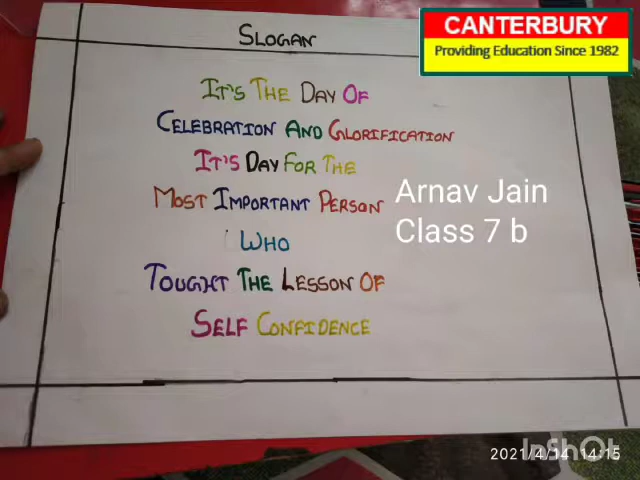 CANTERBURY
Providing Education Since 1982
SLOGAN
IT'S THE DAY OF
CELEBRATION AND GLORIFICATION
IT'S DAY FOR THE
MOST IMPORTANT PERSON
WHO
TOUGHT THE LESSON OF
SELF CONFIDENCE
Arnav Jain
Class 7 b
InShOt
2021/4/14 14:15